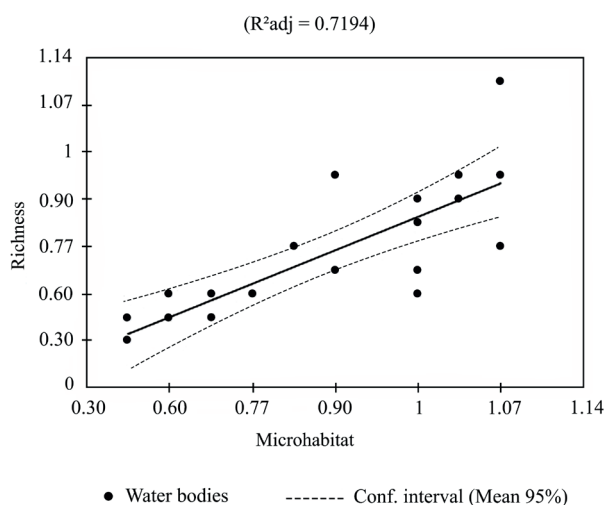 (R²adj = 0.7194)
1.14
1.07
1
0.90
0.77
0.60
0.30
0
Richness
0.30 0.60 0.77 0.90 1 1.07 1.14
Microhabitat
Water bodies Conf. interval (Mean 95%)